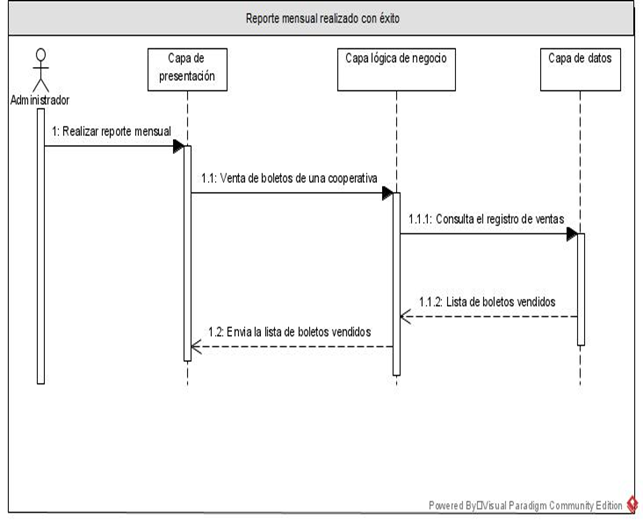 Reporte mensual realizado con éxito
Administrador
Capa de
presentación
Capa lógica de negocio
Capa de datos
1: Realizar reporte mensual
1.1: Venta de boletos de una cooperativa
1.1.1: Consulta el registro de ventas
1.1.2: Lista de boletos vendidos
1.2: Envia la lista de boletos vendidos
Powered By Visual Paradigm Community Edition